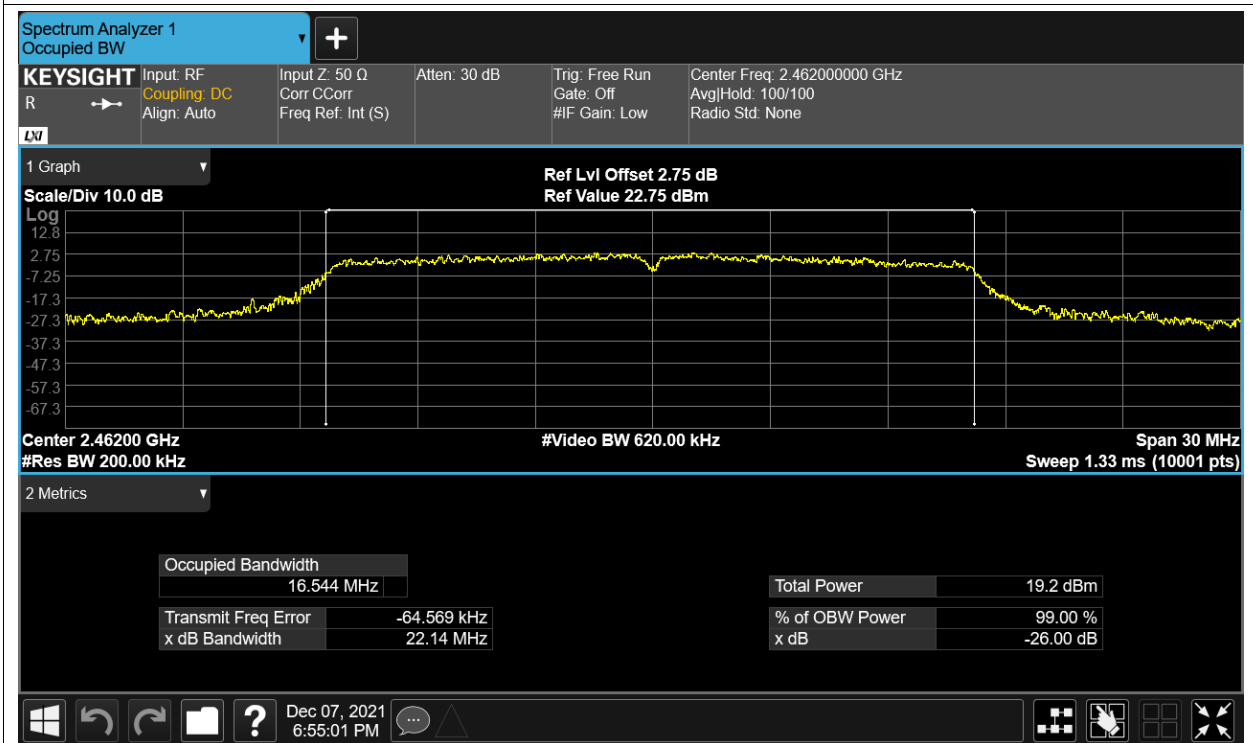 Spectrum Analyzer 1
Occupied BW
KEYSIGHT Input: RF Input Z: 50 Ω Atten: 30 dB Trig: Free Run Center Freq: 2.462000000 GHz
R Coupling: DC Corr CCorr Gate: Off Avg|Hold: 100/100
Align: Auto Freq Ref: Int (S) #IF Gain: Low Radio Std: None
LXI
1 Graph
Ref Lvl Offset 2.75 dB
Scale/Div 10.0 dB Ref Value 22.75 dBm
Log
12.8
2.75
-7.25
-17.3
-27.3
-37.3
-47.3
-57.3
-67.3
Center 2.46200 GHz #Video BW 620.00 kHz Span 30 MHz
#Res BW 200.00 kHz Sweep 1.33 ms (10001 pts)
2 Metrics
Occupied Bandwidth
16.544 MHz Total Power 19.2 dBm
Transmit Freq Error -64.569 kHz % of OBW Power 99.00 %
x dB Bandwidth 22.14 MHz x dB -26.00 dB
? Dec 07, 2021
6:55:01 PM